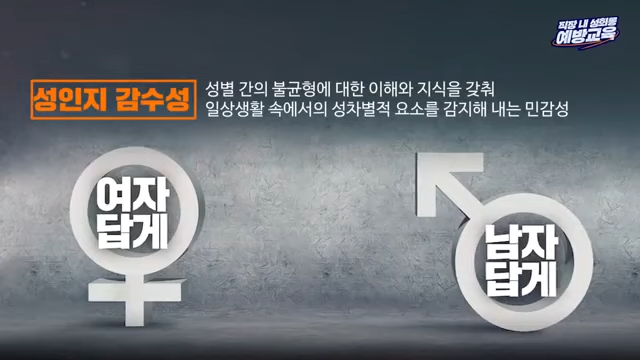 직장 내 성희롱
예방교육
성인지 감수성
성별 간의 불균형에 대한 이해와 지식을 갖춰
일상생활 속에서의 성차별적 요소를 감지해 내는 민감성
여자
답게
남자
답게